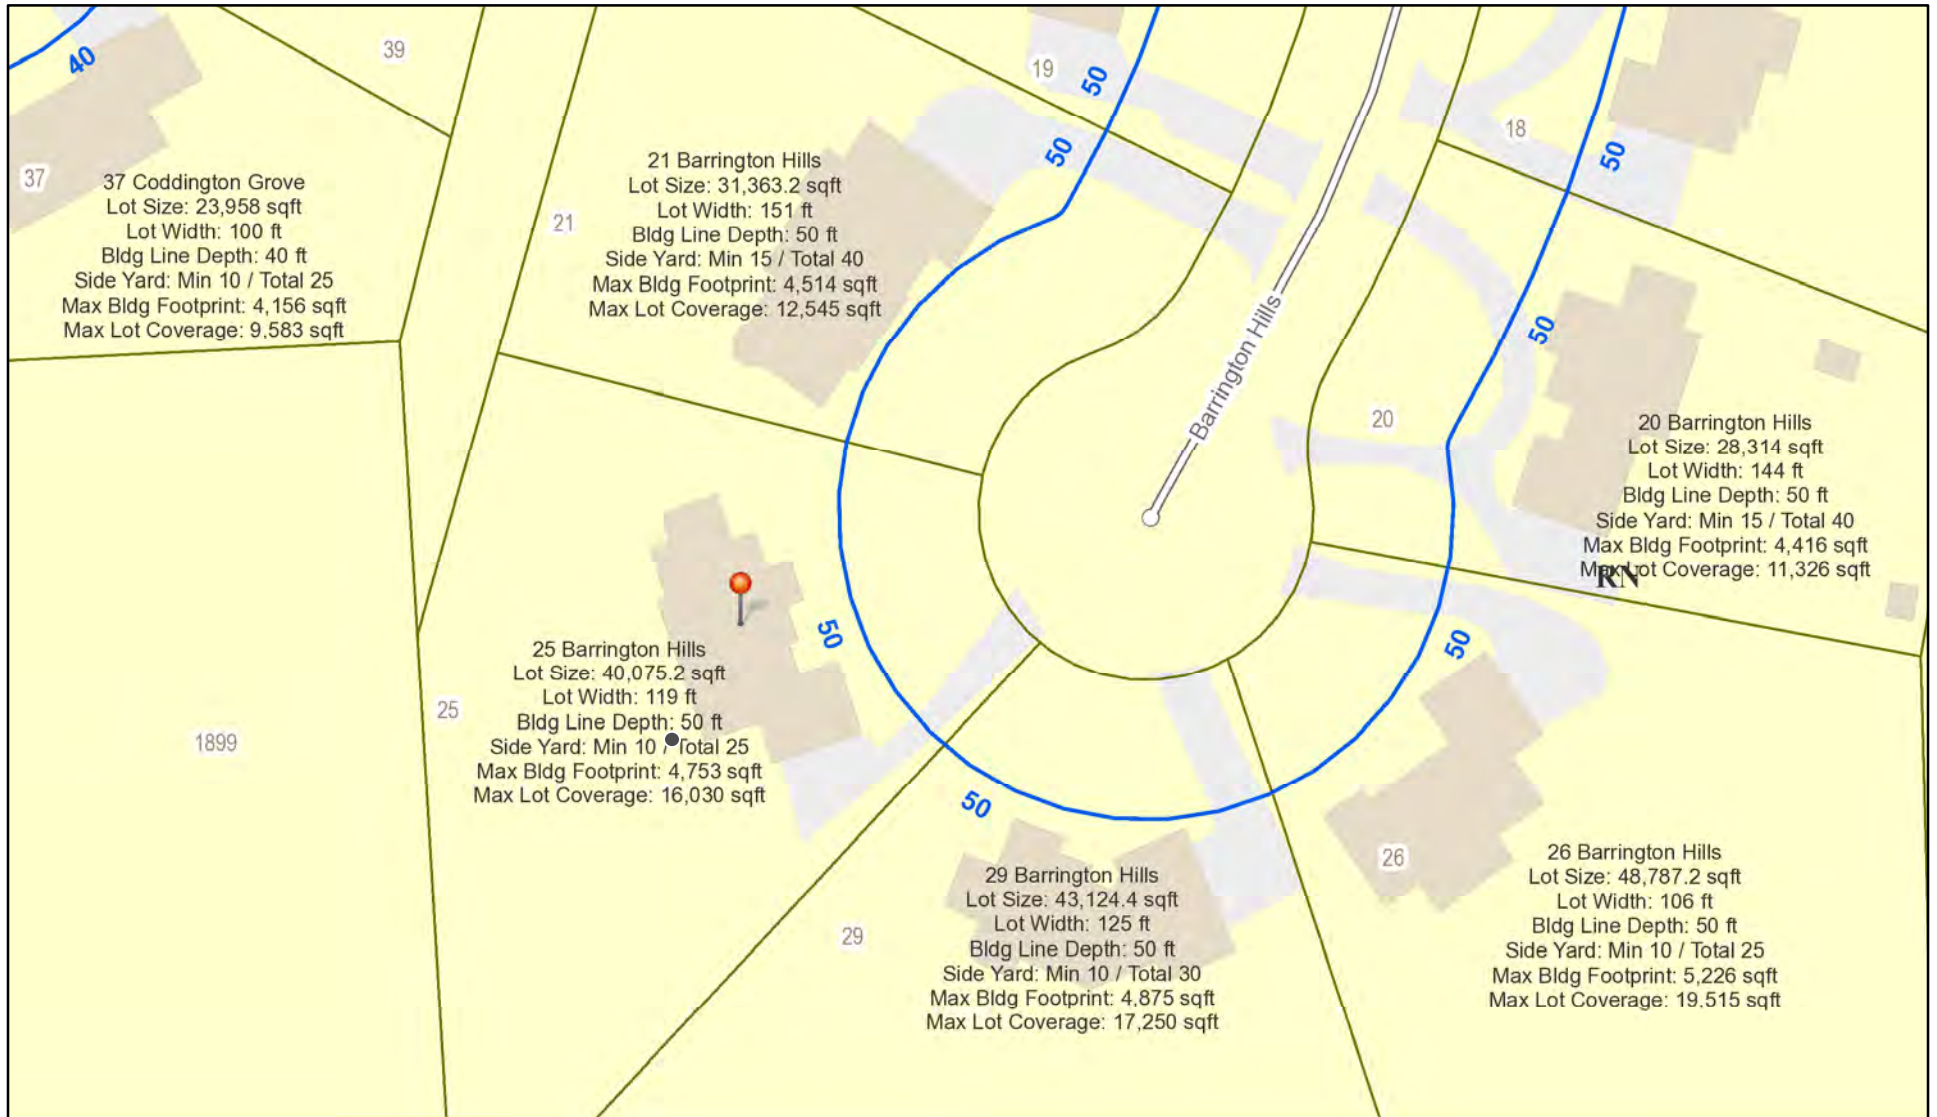 40
39
19
50
50
18
50
37
37 Coddington Grove
Lot Size: 23,958 sqft
Lot Width: 100 ft
Bldg Line Depth: 40 ft
Side Yard: Min 10 / Total 25
Max Bldg Footprint: 4,156 sqft
Max Lot Coverage: 9,583 sqft
21
21 Barrington Hills
Lot Size: 31,363.2 sqft
Lot Width: 151 ft
Bldg Line Depth: 50 ft
Side Yard: Min 15 / Total 40
Max Bldg Footprint: 4,514 sqft
Max Lot Coverage: 12,545 sqft
Barrington Hills
50
20
20 Barrington Hills
Lot Size: 28,314 sqft
Lot Width: 144 ft
Bldg Line Depth: 50 ft
Side Yard: Min 15 / Total 40
Max Bldg Footprint: 4,416 sqft
Max Lot Coverage: 11,326 sqft
RN
50
50
25 Barrington Hills
Lot Size: 40,075.2 sqft
Lot Width: 119 ft
Bldg Line Depth: 50 ft
Side Yard: Min 10 / Total 25
Max Bldg Footprint: 4,753 sqft
Max Lot Coverage: 16,030 sqft
25
1899
50
29
29 Barrington Hills
Lot Size: 43,124.4 sqft
Lot Width: 125 ft
Bldg Line Depth: 50 ft
Side Yard: Min 10 / Total 30
Max Bldg Footprint: 4,875 sqft
Max Lot Coverage: 17,250 sqft
26
26 Barrington Hills
Lot Size: 48,787.2 sqft
Lot Width: 106 ft
Bldg Line Depth: 50 ft
Side Yard: Min 10 / Total 25
Max Bldg Footprint: 5,226 sqft
Max Lot Coverage: 19.515 sqft